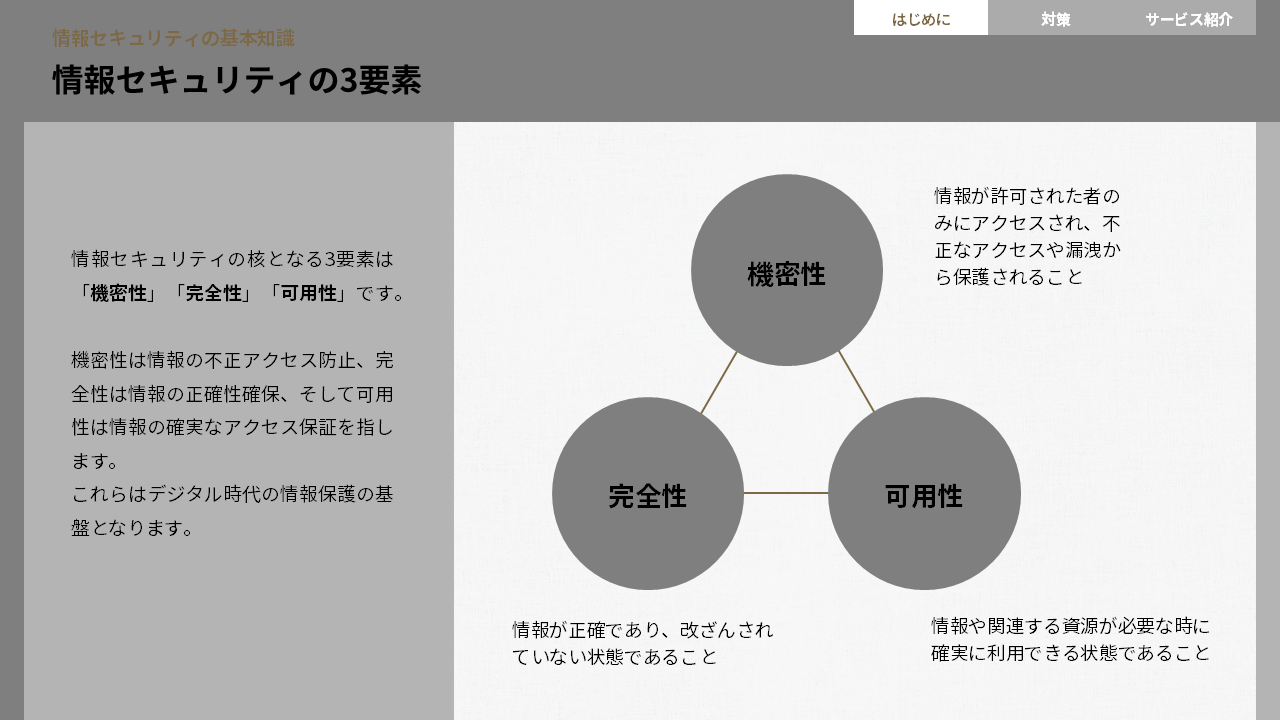 はじめに
対策
サービス紹介
情報セキュリティの基本知識
情報セキュリティの3要素
情報セキュリティの核となる3要素は
「機密性」「完全性」「可用性」です。
機密性は情報の不正アクセス防止、完
全性は情報の正確性確保、そして可用
性は情報の確実なアクセス保証を指し
ます。
これらはデジタル時代の情報保護の基
盤となります。
機密性
情報が許可された者の
みにアクセスされ、不
正なアクセスや漏洩か
ら保護されること
完全性
可用性
情報が正確であり、改ざんされ
ていない状態であること
情報や関連する資源が必要な時に
確実に利用できる状態であること